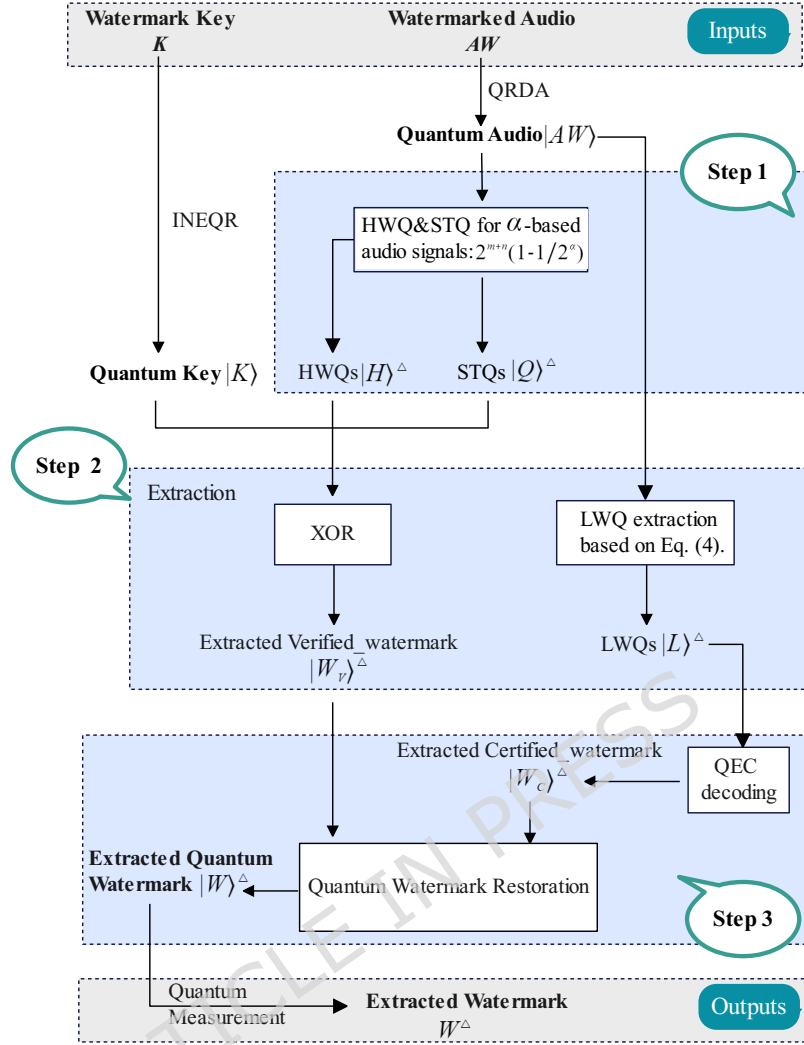 Watermark Key
K
Watermarked Audio
AW
Inputs
QRDA
Quantum Audio|AW⟩
Step 1
INEQR
HWQ&STQ for α-based
audio signals: 2^{m+n}(1-1/2^α)
Quantum Key |K⟩
HWQs|H⟩^△
STQs |Q⟩^△
Step 2
Extraction
XOR
LWQ extraction
based on Eq. (4).
Extracted Verified_watermark
|W_V⟩^△
LWQs |L⟩^△
Extracted Certified_watermark
|W_C⟩^△
QEC
decoding
Extracted Quantum
Watermark |W⟩^△
Quantum Watermark Restoration
Step 3
Quantum
Measurement
Extracted Watermark
W^△
Outputs
TICLE IN PRESS